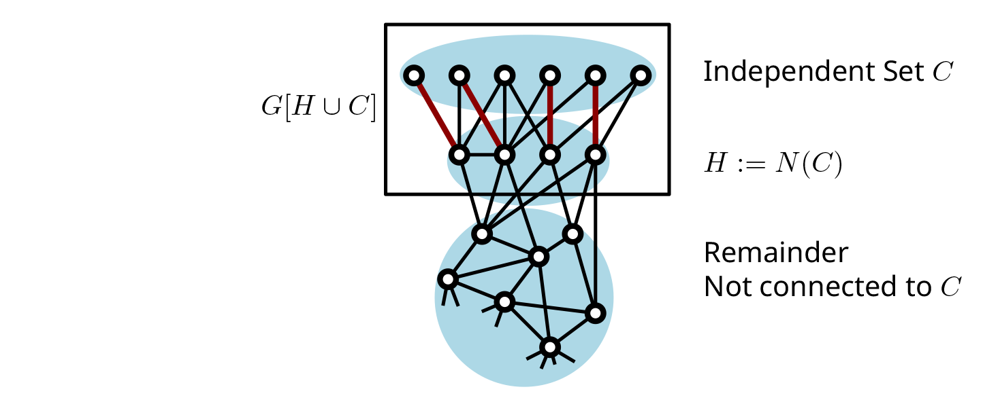 Independent Set C
G[H ∪ C]
H := N(C)
Remainder
Not connected to C